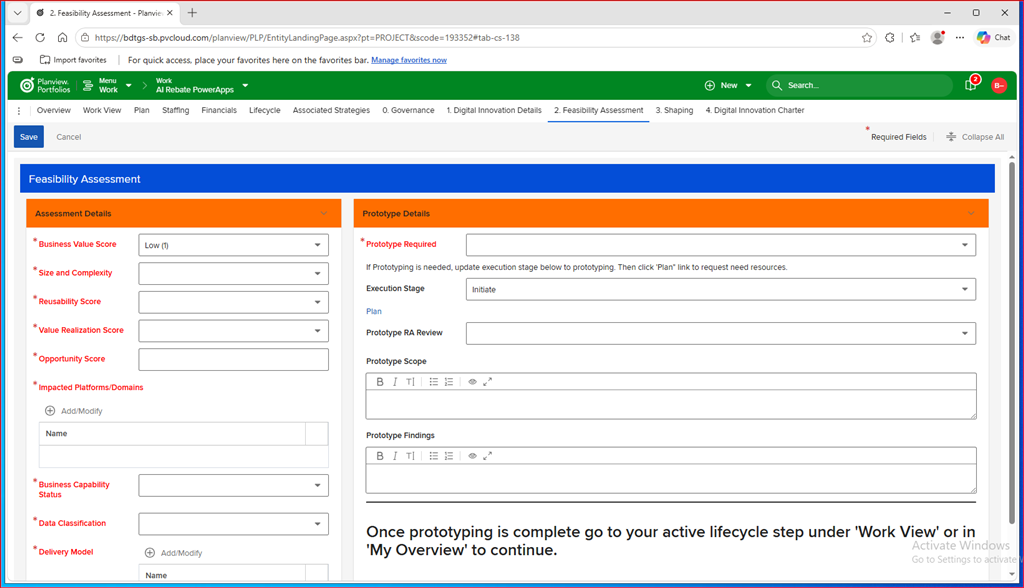 2. Feasibility Assessment - Planvie
https://bdtgs-sb.pvcloud.com/planview/PLP/EntityLandingPage.aspx?pt=PROJECT&scode=193352#tab-cs-138
Chat
Import favorites
For quick access, place your favorites here on the favorites bar. Manage favorites now
Planview.
Portfolios
Menu
Work
Work
AI Rebate PowerApps
New
Search...
2
B-
Overview Work View Plan Staffing Financials Lifecycle Associated Strategies 0. Governance 1. Digital Innovation Details 2. Feasibility Assessment 3. Shaping 4. Digital Innovation Charter
Save Cancel
* Required Fields
Collapse All
Feasibility Assessment
Assessment Details
* Business Value Score
Low (1)
* Size and Complexity
* Reusability Score
* Value Realization Score
* Opportunity Score
* Impacted Platforms/Domains
Add/Modify
Name
* Business Capability
Status
* Data Classification
* Delivery Model
Add/Modify
Name
Prototype Details
* Prototype Required
If Prototyping is needed, update execution stage below to prototyping. Then click 'Plan" link to request need resources.
Execution Stage
Initiate
Plan
Prototype RA Review
Prototype Scope
B I T|
Prototype Findings
B I T|
Once prototyping is complete go to your active lifecycle step under 'Work View' or in
'My Overview' to continue.
Activate Windows
Go to Settings to activate